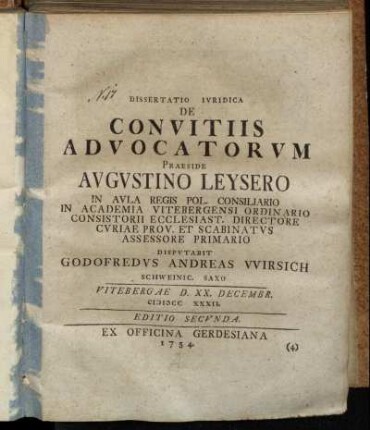 N.17
DISSERTATIO IVRIDICA
DE
CONVITIIS
ADVOCATORVM
PRAESIDE
AVGVSTINO LEYSERO
IN AVLA REGIS POL. CONSILIARIO
IN ACADEMIA VITEBERGENSI ORDINARIO
CONSISTORII ECCLESIAST. DIRECTORE
CVRIAE PROV. ET SCABINATVS
ASSESSORE PRIMARIO
DISPVTABIT
GODOFREDVS ANDREAS VVIRSICH
SCHWEINIC. SAXO
VITEBERGAE D. XX. DECEMBR.
CIƆIƆCC XXXII.
EDITIO SECVNDA.
EX OFFICINA GERDESIANA
1754. (4)